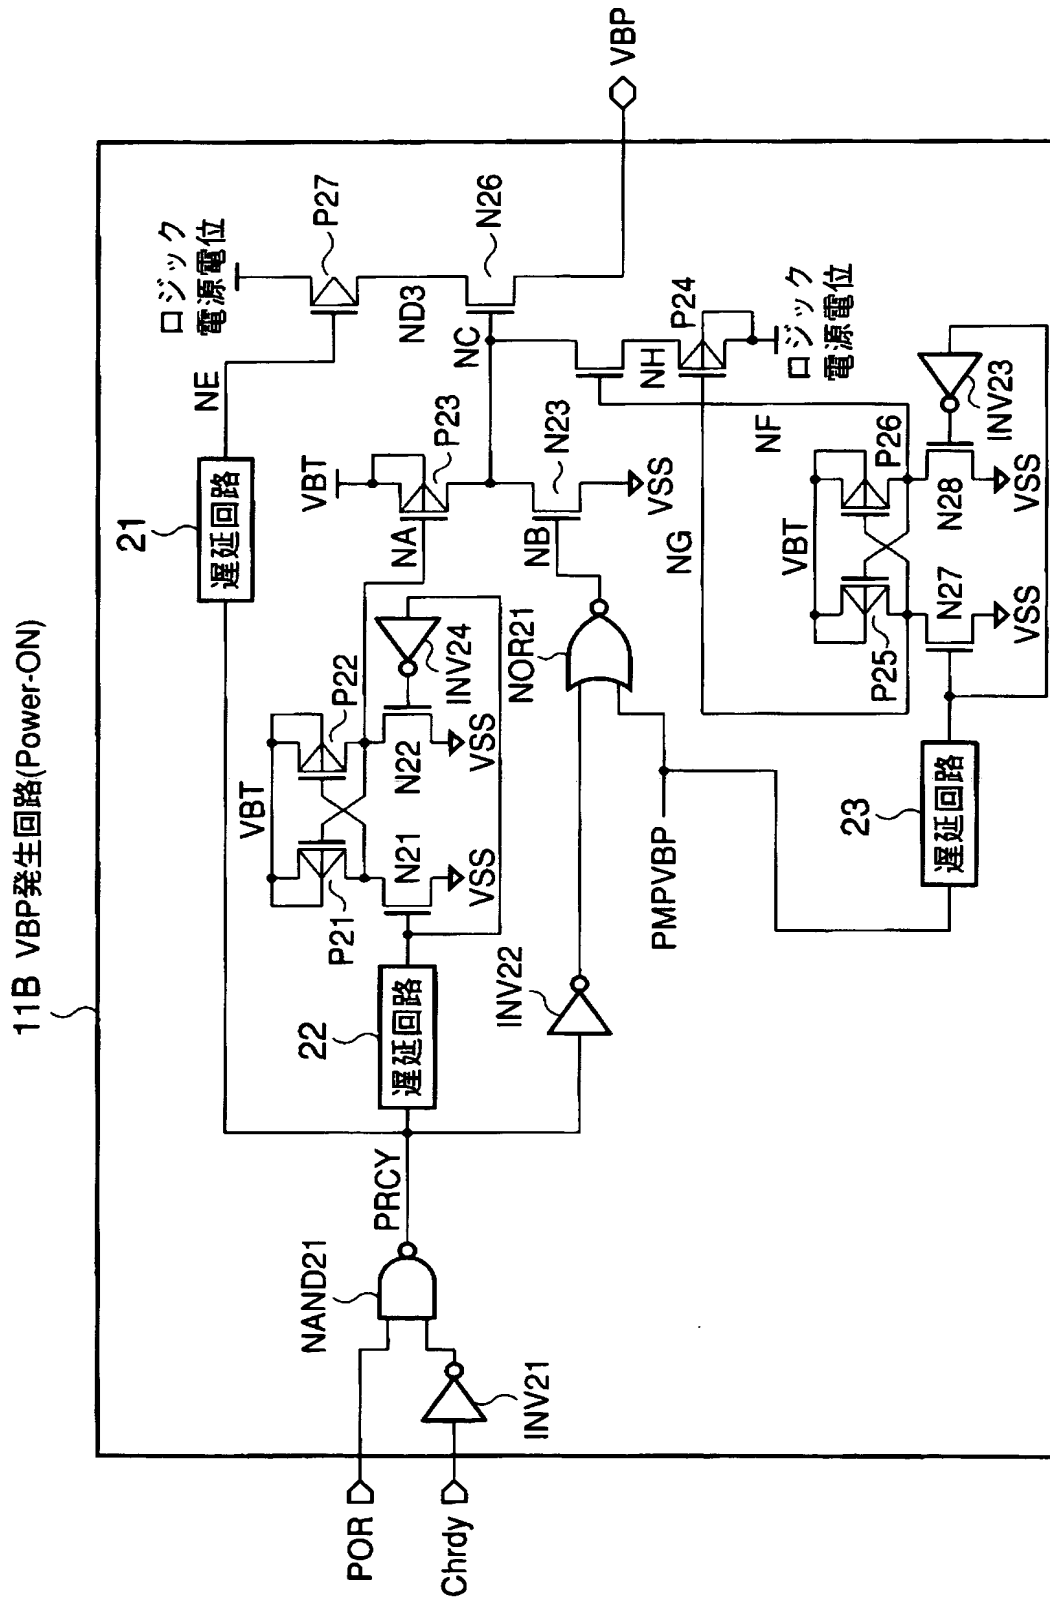 11B VBP発生回路(Power-ON)
POR
Chrdy
INV21
NAND21
PRCY
21
遅延回路
NE
ロジック
電源電位
P27
ND3
N26
VBP
22
遅延回路
VBT
P21
P22
N21
N22
VSS
VSS
INV24
VBT
NA
P23
NC
NB
N23
VSS
INV22
NOR21
PMPVBP
NG
NH
P24
ロジック
電源電位
NF
23
遅延回路
VBT
P25
P26
N27
N28
VSS
VSS
INV23